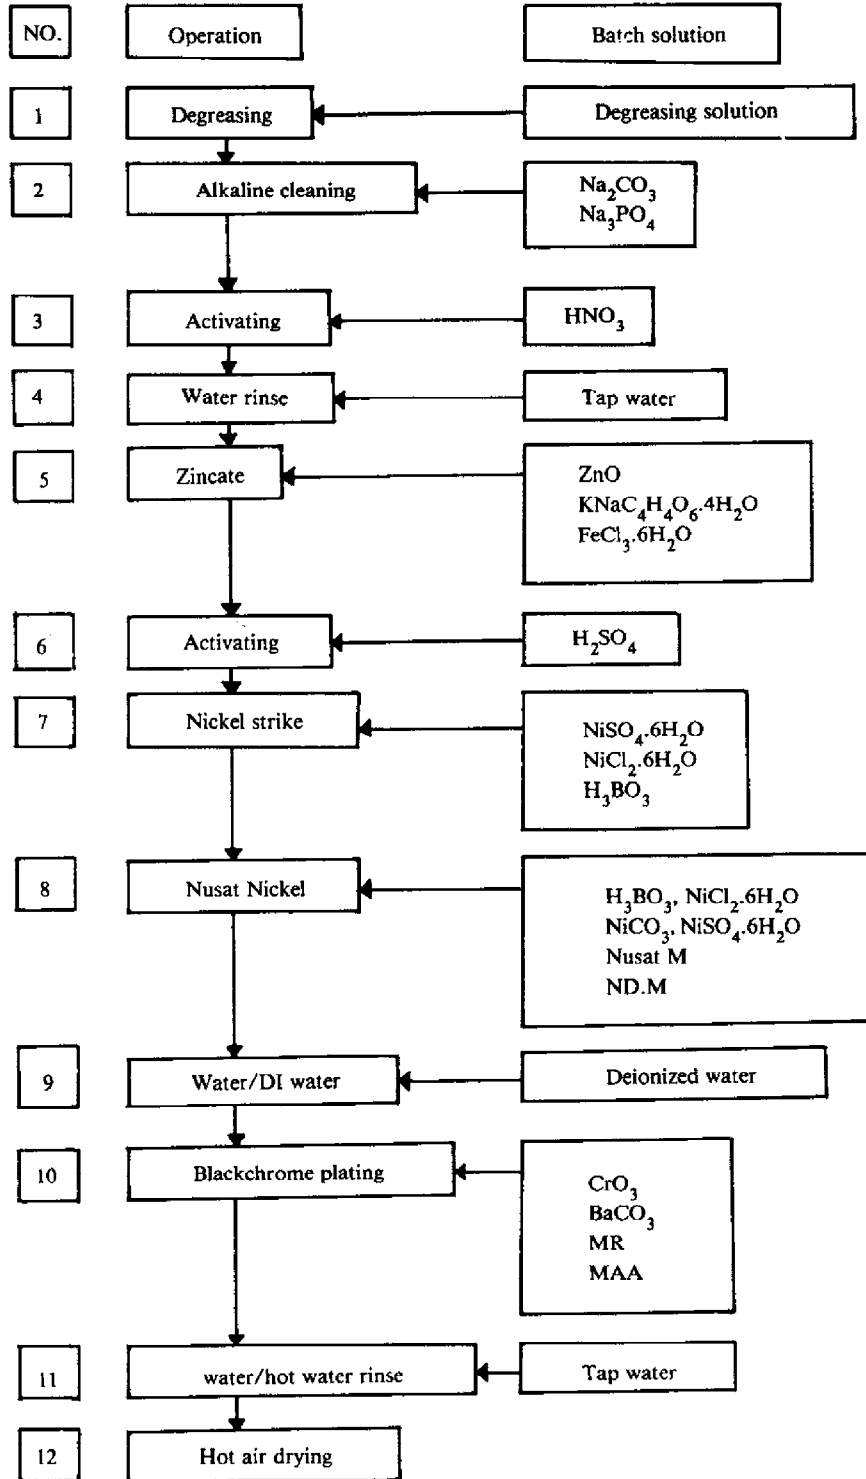 NO. Operation Batch solution
1 Degreasing Degreasing solution
2 Alkaline cleaning Na₂CO₃
Na₃PO₄
3 Activating HNO₃
4 Water rinse Tap water
5 Zincate ZnO
KNaC₄H₄O₆.4H₂O
FeCl₃.6H₂O
6 Activating H₂SO₄
7 Nickel strike NiSO₄.6H₂O
NiCl₂.6H₂O
H₃BO₃
8 Nusat Nickel H₃BO₃, NiCl₂.6H₂O
NiCO₃, NiSO₄.6H₂O
Nusat M
ND.M
9 Water/DI water Deionized water
10 Blackchrome plating CrO₃
BaCO₃
MR
MAA
11 water/hot water rinse Tap water
12 Hot air drying